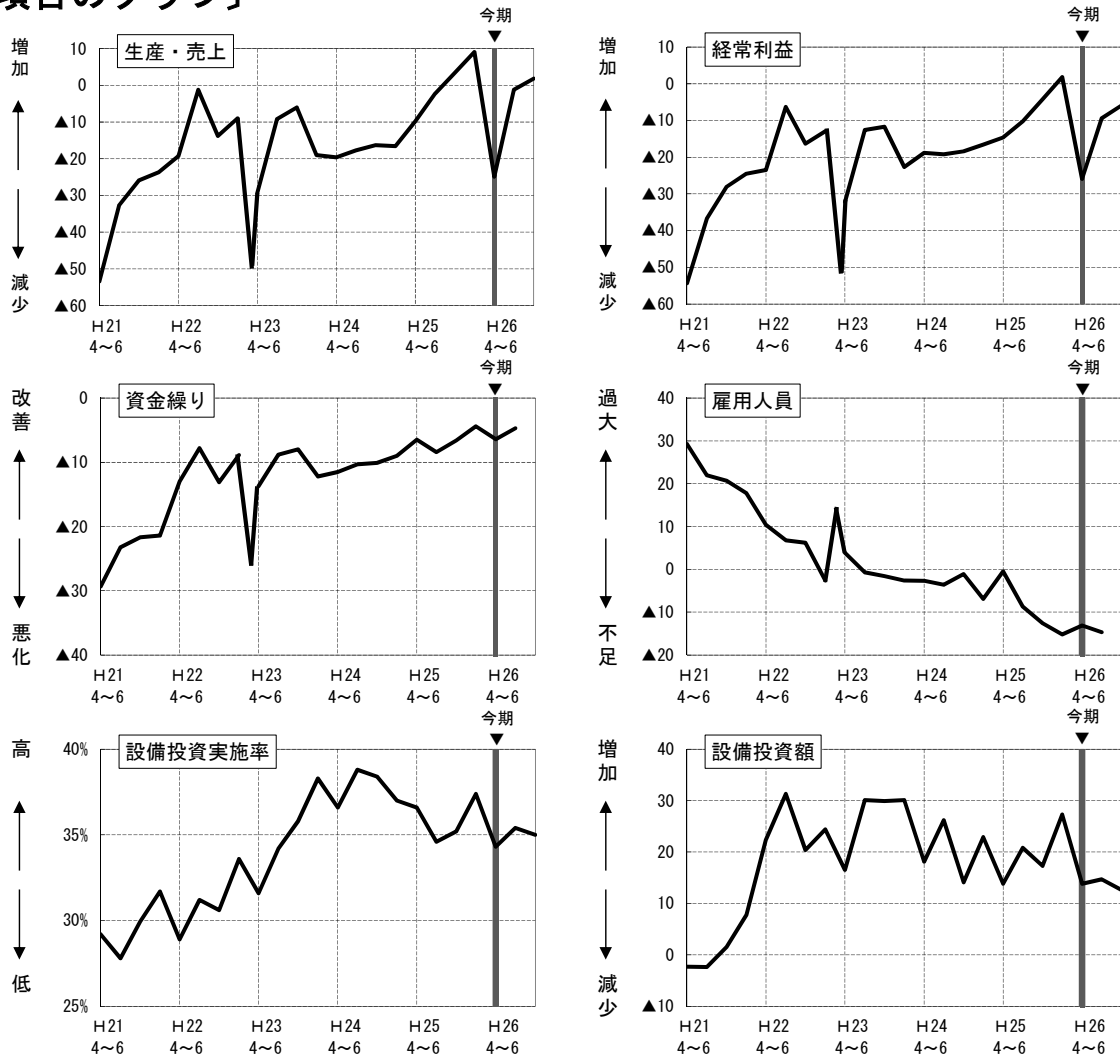 項目のグラフ］
今期
▼
生産・売上
増加
減少
10
0
▲10
▲20
▲30
▲40
▲50
▲60
H21 H22 H23 H24 H25 H26
4～6 4～6 4～6 4～6 4～6 4～6
今期
▼
経常利益
増加
減少
10
0
▲10
▲20
▲30
▲40
▲50
▲60
H21 H22 H23 H24 H25 H26
4～6 4～6 4～6 4～6 4～6 4～6
今期
▼
資金繰り
改善
悪化
0
▲10
▲20
▲30
▲40
H21 H22 H23 H24 H25 H26
4～6 4～6 4～6 4～6 4～6 4～6
今期
▼
雇用人員
過大
不足
40
30
20
10
0
▲10
▲20
H21 H22 H23 H24 H25 H26
4～6 4～6 4～6 4～6 4～6 4～6
今期
▼
設備投資実施率
高
低
40%
35%
30%
25%
H21 H22 H23 H24 H25 H26
4～6 4～6 4～6 4～6 4～6 4～6
今期
▼
設備投資額
増加
減少
40
30
20
10
0
▲10
H21 H22 H23 H24 H25 H26
4～6 4～6 4～6 4～6 4～6 4～6